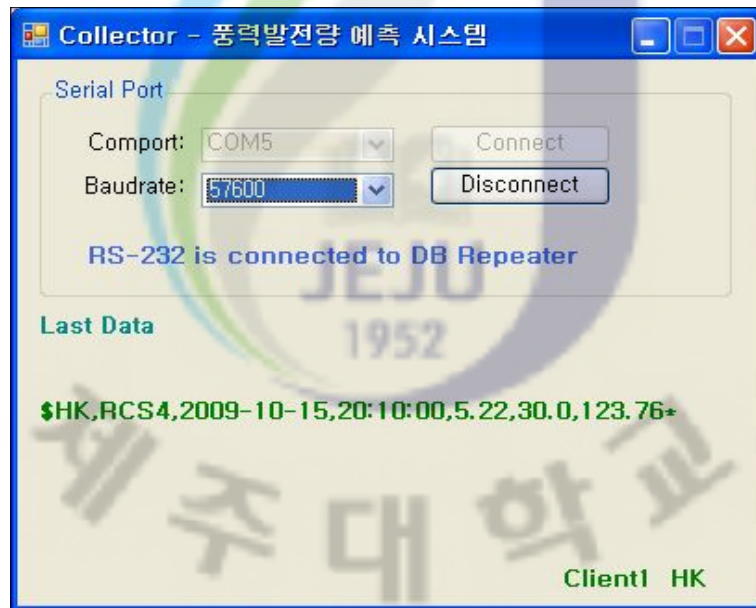 Collector - 풍력발전량 예측 시스템
Serial Port
Comport: COM5 Connect
Baudrate: 57600 Disconnect
RS-232 is connected to DB Repeater
JEJU
1952
Last Data
$HK,RCS4,2009-10-15,20:10:00,5.22,30.0,123.76*
제주대학교
Client1 HK